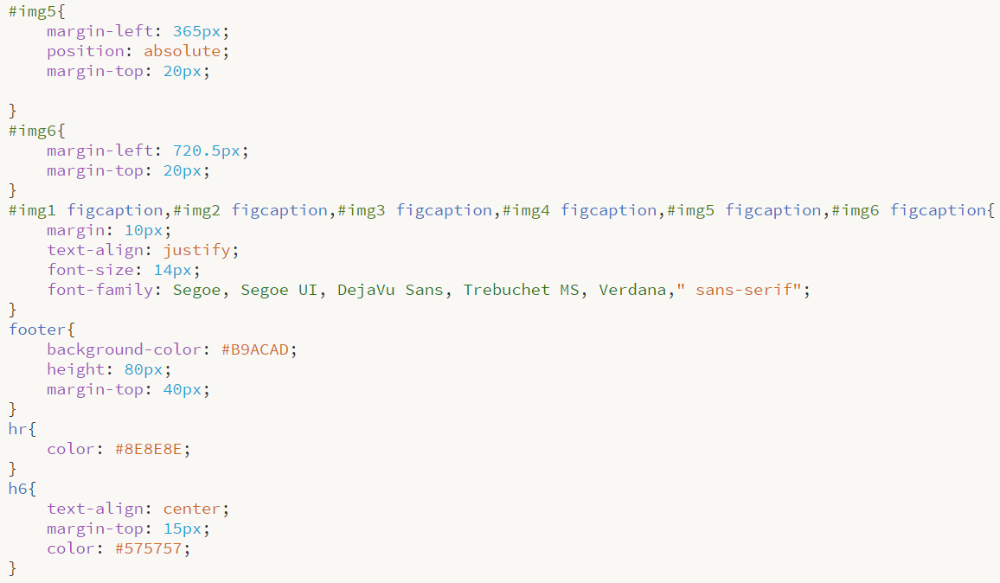 #img5{
    margin-left: 365px;
    position: absolute;
    margin-top: 20px;

}
#img6{
    margin-left: 720.5px;
    margin-top: 20px;
}
#img1 figcaption,#img2 figcaption,#img3 figcaption,#img4 figcaption,#img5 figcaption,#img6 figcaption{
    margin: 10px;
    text-align: justify;
    font-size: 14px;
    font-family: Segoe, Segoe UI, DejaVu Sans, Trebuchet MS, Verdana," sans-serif";
}
footer{
    background-color: #B9ACAD;
    height: 80px;
    margin-top: 40px;
}
hr{
    color: #8E8E8E;
}
h6{
    text-align: center;
    margin-top: 15px;
    color: #575757;
}